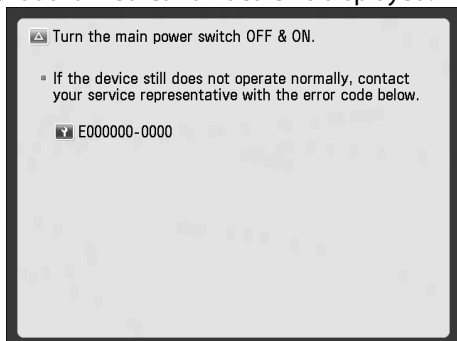 Turn the main power switch OFF & ON.
If the device still does not operate normally, contact
your service representative with the error code below.
E000000-0000